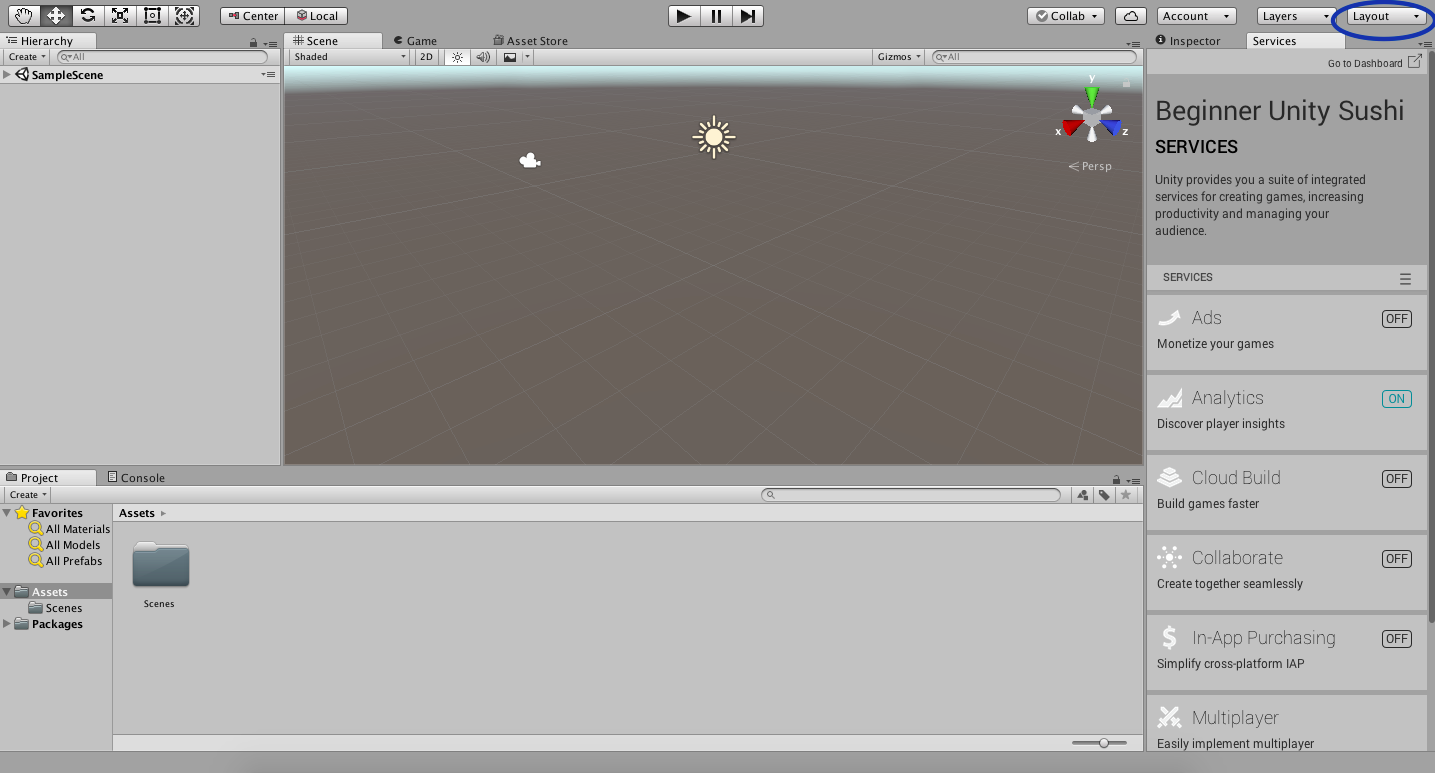 Center Local Collab Account Layers Layout
Hierarchy
Create All
SampleScene
Scene Game Asset Store
Shaded 2D Gizmos All
y
x z
Persp
Inspector Services
Go to Dashboard
Beginner Unity Sushi
SERVICES
Unity provides you a suite of integrated
services for creating games, increasing
productivity and managing your
audience.
SERVICES
Ads OFF
Monetize your games
Analytics ON
Discover player insights
Cloud Build OFF
Build games faster
Collaborate OFF
Create together seamlessly
In-App Purchasing OFF
Simplify cross-platform IAP
Multiplayer
Easily implement multiplayer
Project Console
Create
Favorites
All Materials
All Models
All Prefabs
Assets
Scenes
Packages
Assets
Scenes